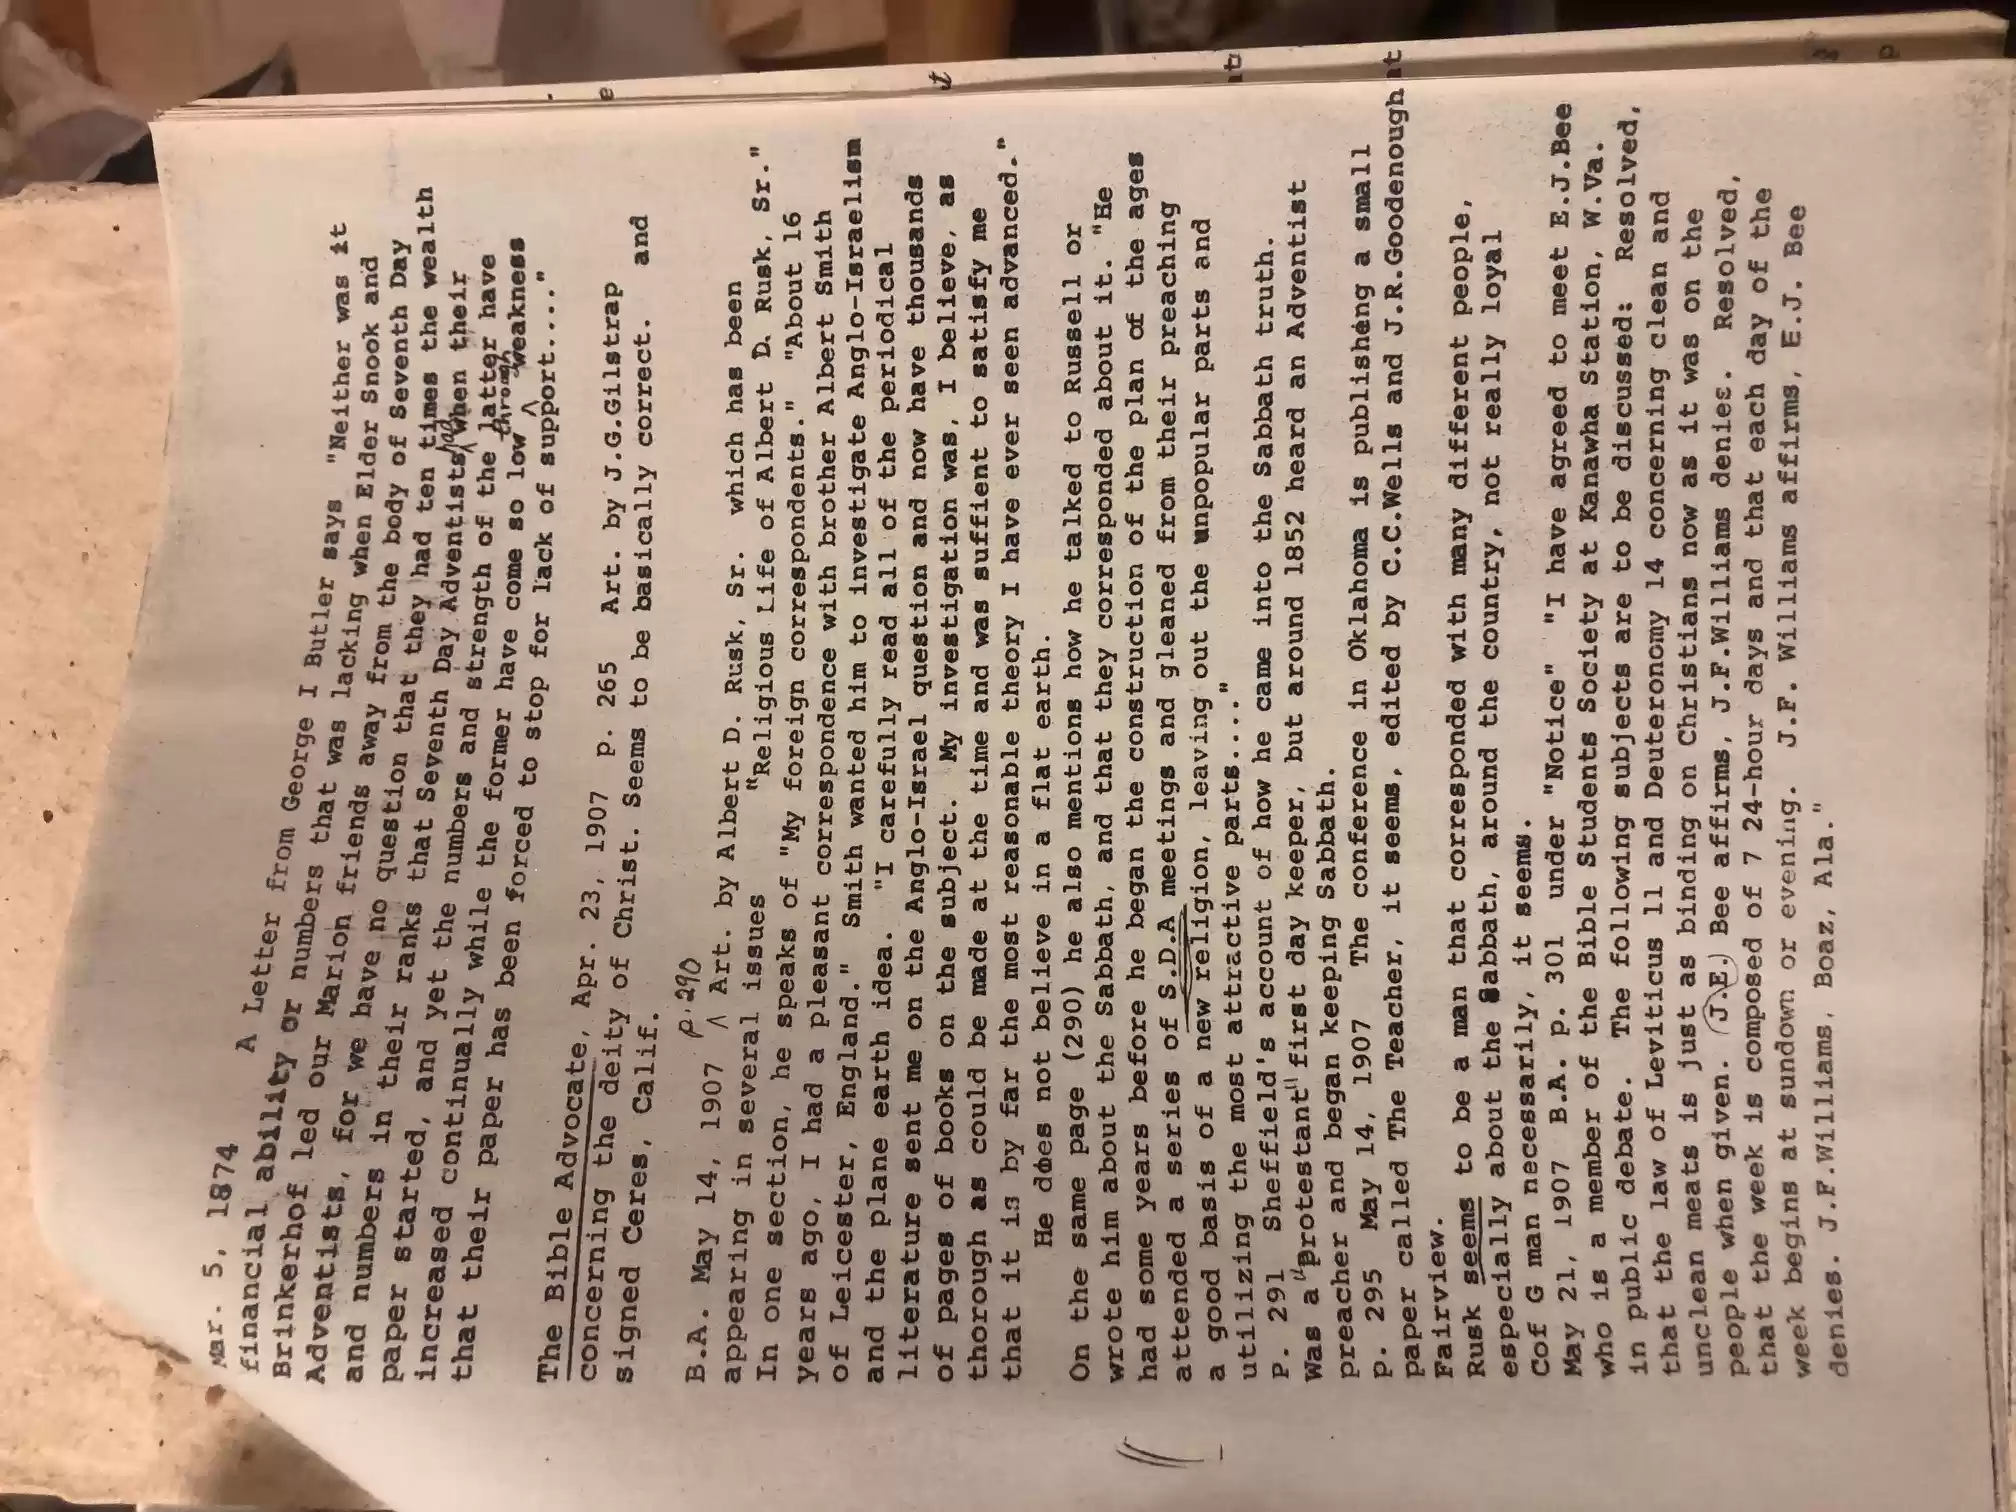 Mar. 5, 1874
A Letter from George I Butler says "Neither was it
financial ability or numbers that was lacking when Elder Snook and
Brinkerhof led our Marion friends away from the body of Seventh Day
Adventists, for we have no question that they had ten times the wealth
and numbers in their ranks that Seventh Day Adventists had when their
paper started, and yet the numbers and strength of the latter have
increased continually while the former have come so low through weakness
that their paper has been forced to stop for lack of support...."
The Bible Advocate, Apr. 23, 1907 p. 265 Art. by J.G.Gilstrap
concerning the deity of Christ. Seems to be basically correct. and
signed Ceres, Calif.
B.A. May 14, 1907 p. 290 Art. by Albert D. Rusk, Sr. which has been
appearing in several issues "Religious Life of Albert D. Rusk, Sr."
In one section, he speaks of "My foreign correspondents." "About 16
years ago, I had a pleasant correspondence with brother Albert Smith
of Leicester, England." Smith wanted him to investigate Anglo-Israelism
and the plane earth idea. "I carefully read all of the periodical
literature sent me on the Anglo-Israel question and now have thousands
of pages of books on the subject. My investigation was, I believe, as
thorough as could be made at the time and was sufficient to satisfy me
that it is by far the most reasonable theory I have ever seen advanced."
He does not believe in a flat earth.
On the same page (290) he also mentions how he talked to Russell or
wrote him about the Sabbath, and that they corresponded about it. "He
had some years before he began the construction of the plan of the ages
attended a series of S.D.A meetings and gleaned from their preaching
a good basis of a new religion, leaving out the unpopular parts and
utilizing the most attractive parts...."
P. 291 Sheffield's account of how he came into the Sabbath truth.
Was a "protestant" first day keeper, but around 1852 heard an Adventist
preacher and began keeping Sabbath.
p. 295 May 14, 1907 The conference in Oklahoma is publishéng a small
paper called The Teacher, it seems, edited by C.C.Wells and J.R.Goodenough
Fairview.
Rusk seems to be a man that corresponded with many different people,
especially about the Sabbath, around the country, not really loyal
Cof G man necessarily, it seems.
May 21, 1907 B.A. p. 301 under "Notice" "I have agreed to meet E.J.Bee
who is a member of the Bible Students Society at Kanawha Station, W.Va.
in public debate. The following subjects are to be discussed: Resolved,
that the law of Leviticus 11 and Deuteronomy 14 concerning clean and
unclean meats is just as binding on Christians now as it was on the
people when given. (J.E.) Bee affirms, J.F.Williams denies. Resolved,
that the week is composed of 7 24-hour days and that each day of the
week begins at sundown or evening. J.F. Williams affirms, E.J. Bee
denies. J.F.Williams, Boaz, Ala."